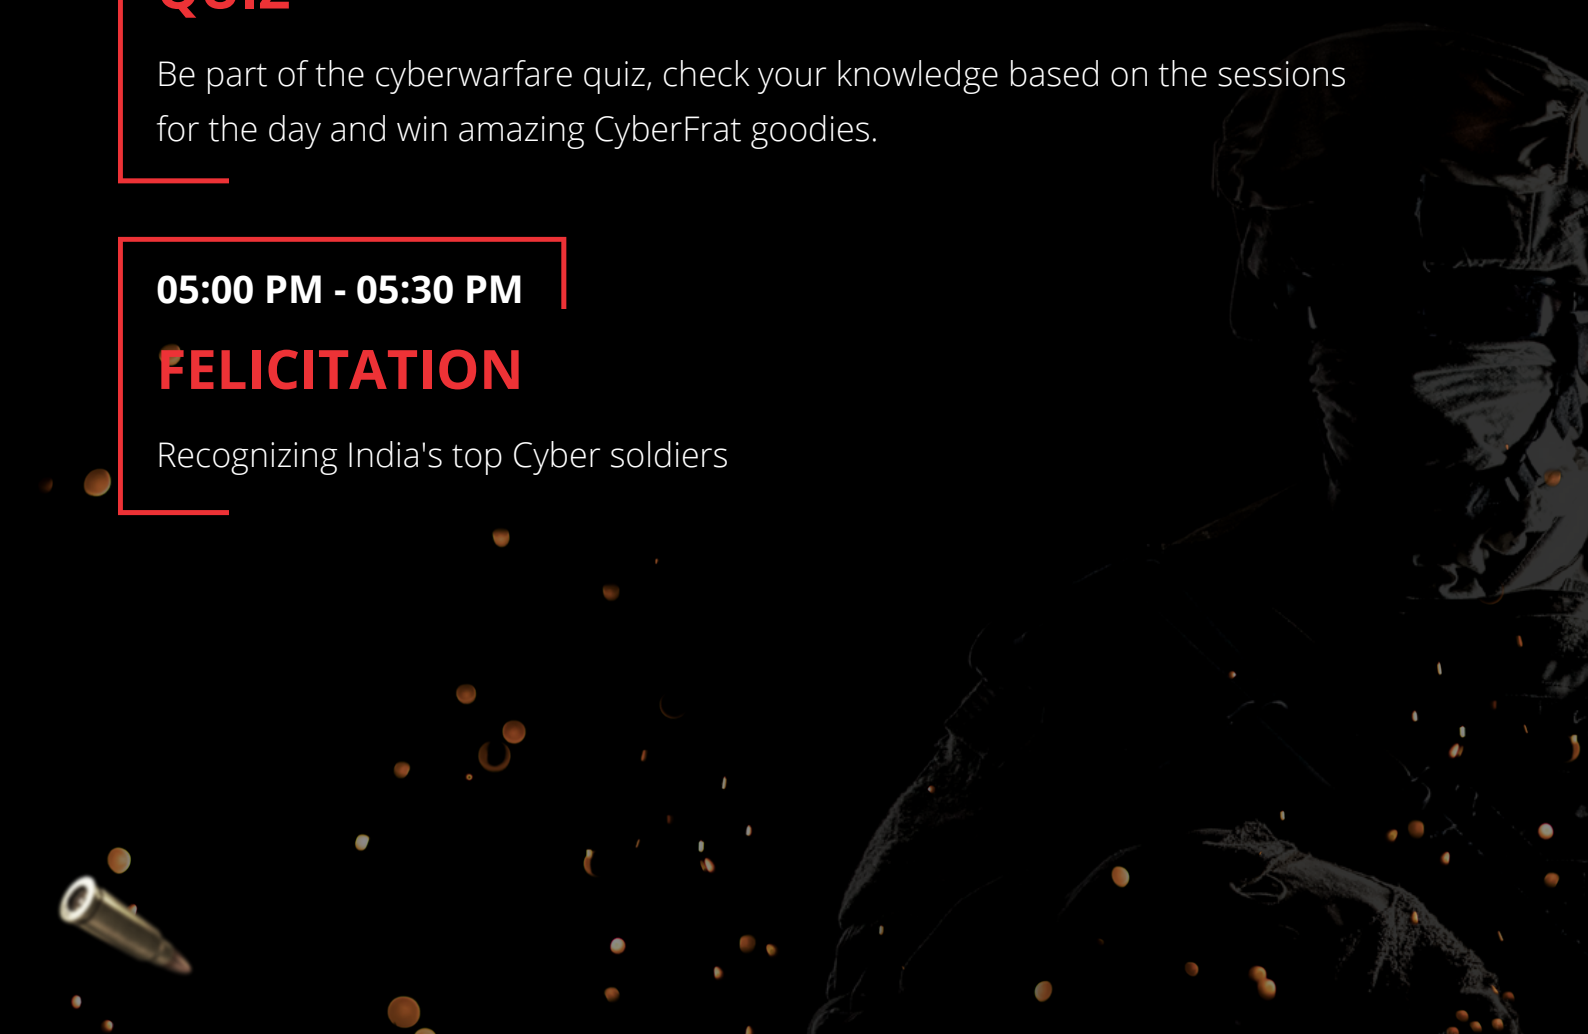 QUIZ
Be part of the cyberwarfare quiz, check your knowledge based on the sessions
for the day and win amazing CyberFrat goodies.
05:00 PM - 05:30 PM
FELICITATION
Recognizing India's top Cyber soldiers